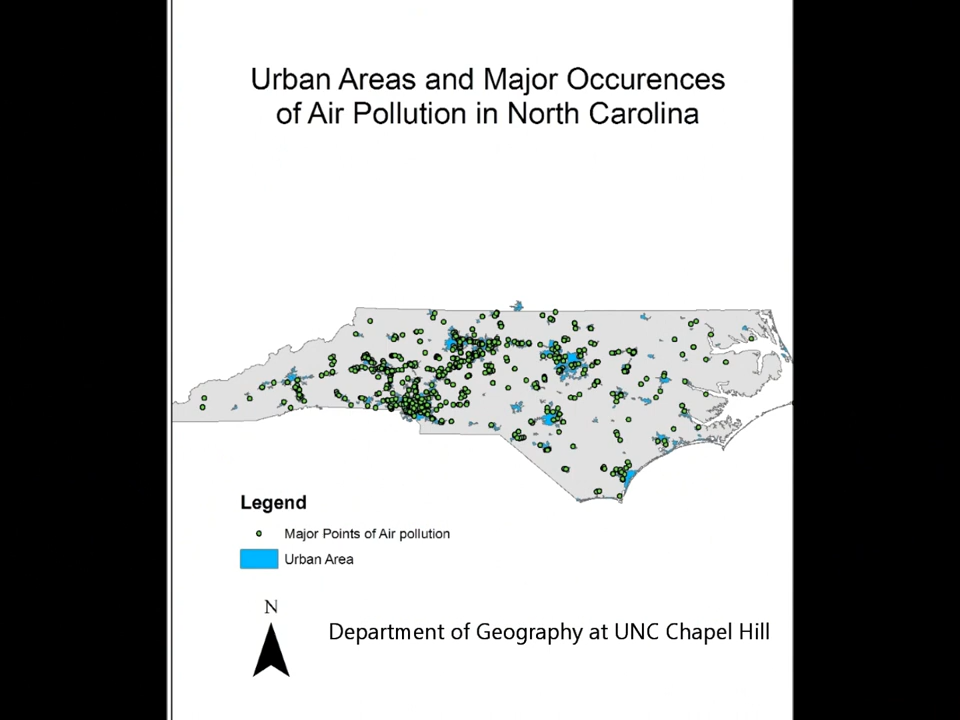 Urban Areas and Major Occurences
of Air Pollution in North Carolina
Legend
Major Points of Air pollution
Urban Area
N
Department of Geography at UNC Chapel Hill